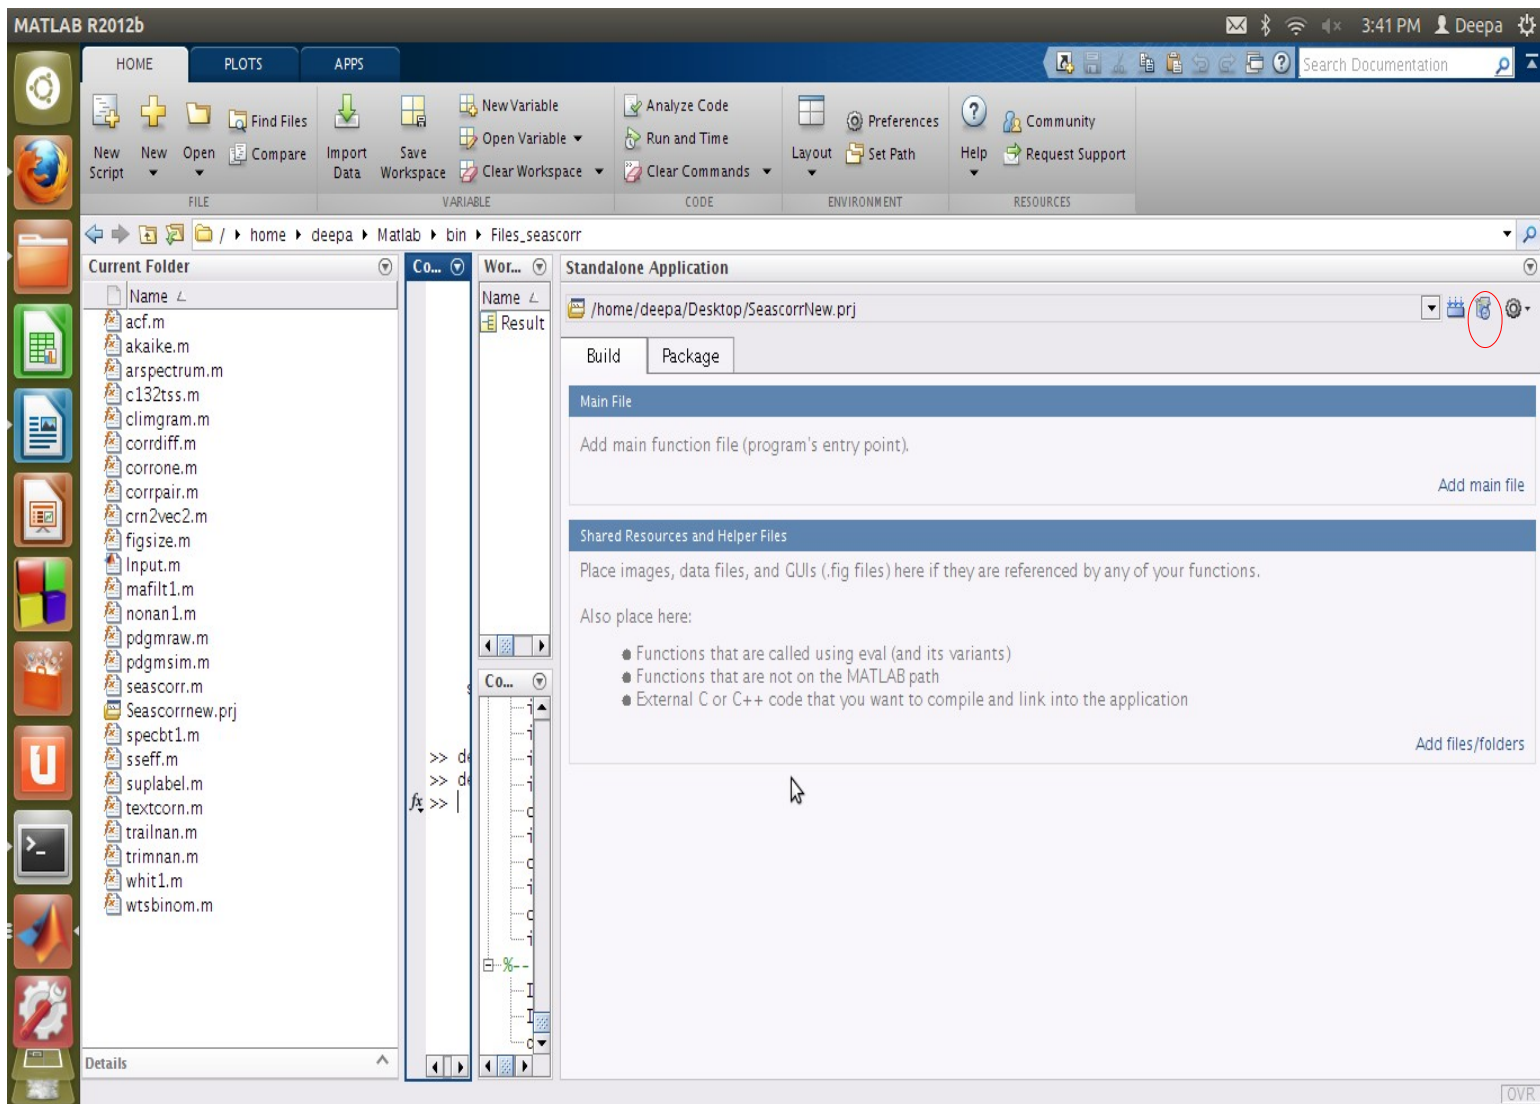 MATLAB R2012b
3:41 PM Deepa
HOME PLOTS APPS
Search Documentation
New Script
New
Open
Find Files
Compare
FILE
Import Data
Save Workspace
New Variable
Open Variable
Clear Workspace
VARIABLE
Analyze Code
Run and Time
Clear Commands
CODE
Layout
Preferences
Set Path
ENVIRONMENT
Help
Community
Request Support
RESOURCES
/ home deepa Matlab bin Files_seascorr
Current Folder
Name
acf.m
akaike.m
arspectrum.m
c132tss.m
climgram.m
corrdiff.m
corrone.m
corrpair.m
crn2vec2.m
figsize.m
Input.m
mafilt1.m
nonan1.m
pdgmraw.m
pdgmsim.m
seascorr.m
Seascorrnew.prj
specbt1.m
sseff.m
suplabel.m
textcorn.m
trailnan.m
trimnan.m
whit1.m
wtsbinom.m
Details
Co...
s
>> de
>> de
fx >>
Wor...
Name
Result
Co...
i
i
i
i
c
i
c
i
c
i
%--
I
I
c
Standalone Application
/home/deepa/Desktop/SeascorrNew.prj
Build Package
Main File
Add main function file (program's entry point).
Add main file
Shared Resources and Helper Files
Place images, data files, and GUIs (.fig files) here if they are referenced by any of your functions.
Also place here:
Functions that are called using eval (and its variants)
Functions that are not on the MATLAB path
External C or C++ code that you want to compile and link into the application
Add files/folders
OVR